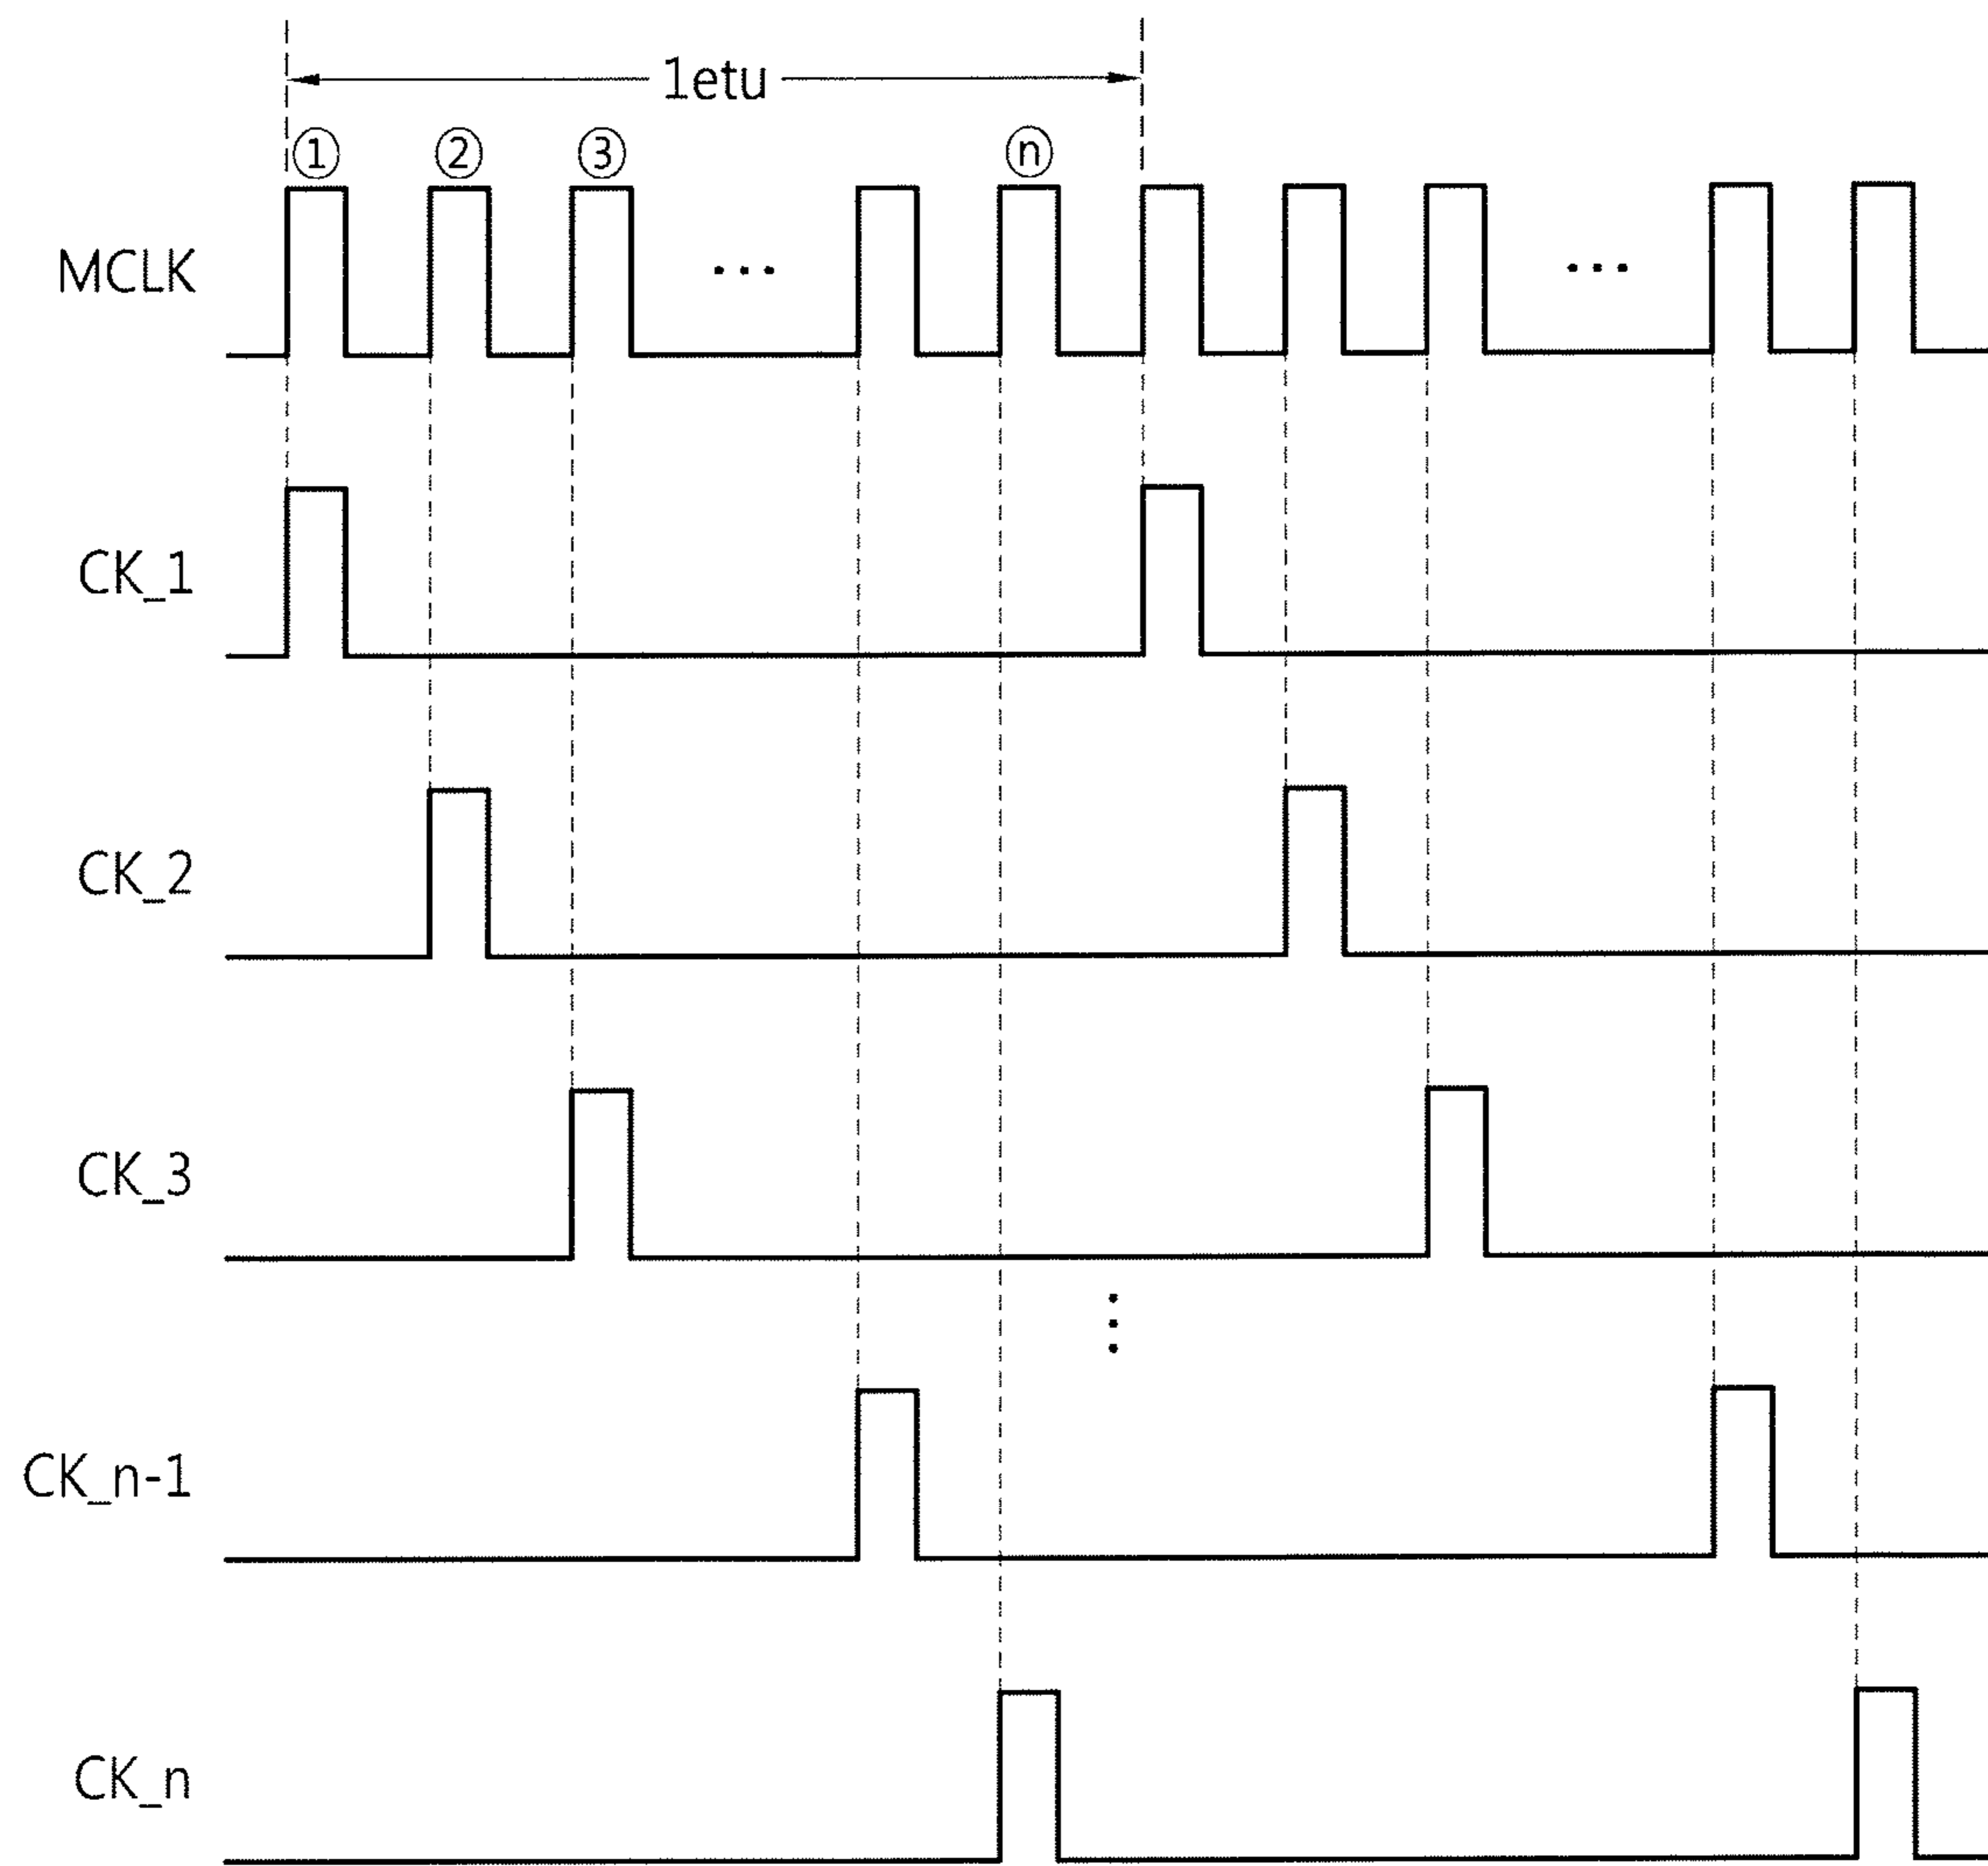 1etu
① ② ③ ⓝ
MCLK ... ...
CK_1
CK_2
CK_3
CK_n-1
CK_n